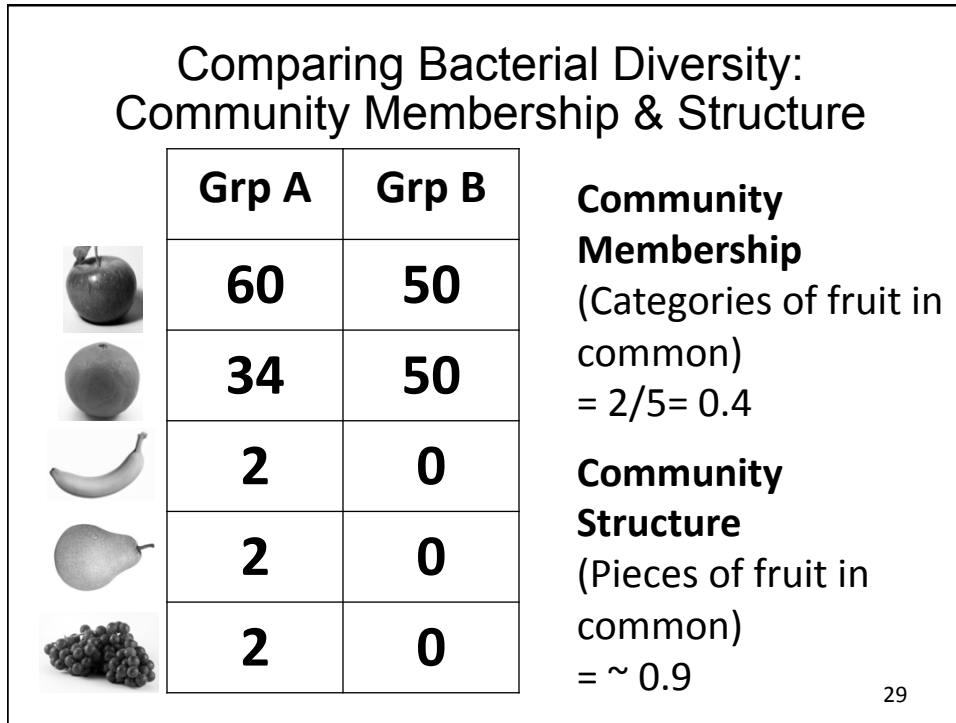 Comparing Bacterial Diversity:
Community Membership & Structure
Grp A Grp B
60 50
34 50
2 0
2 0
2 0
Community
Membership
(Categories of fruit in
common)
= 2/5= 0.4
Community
Structure
(Pieces of fruit in
common)
= ~ 0.9
29